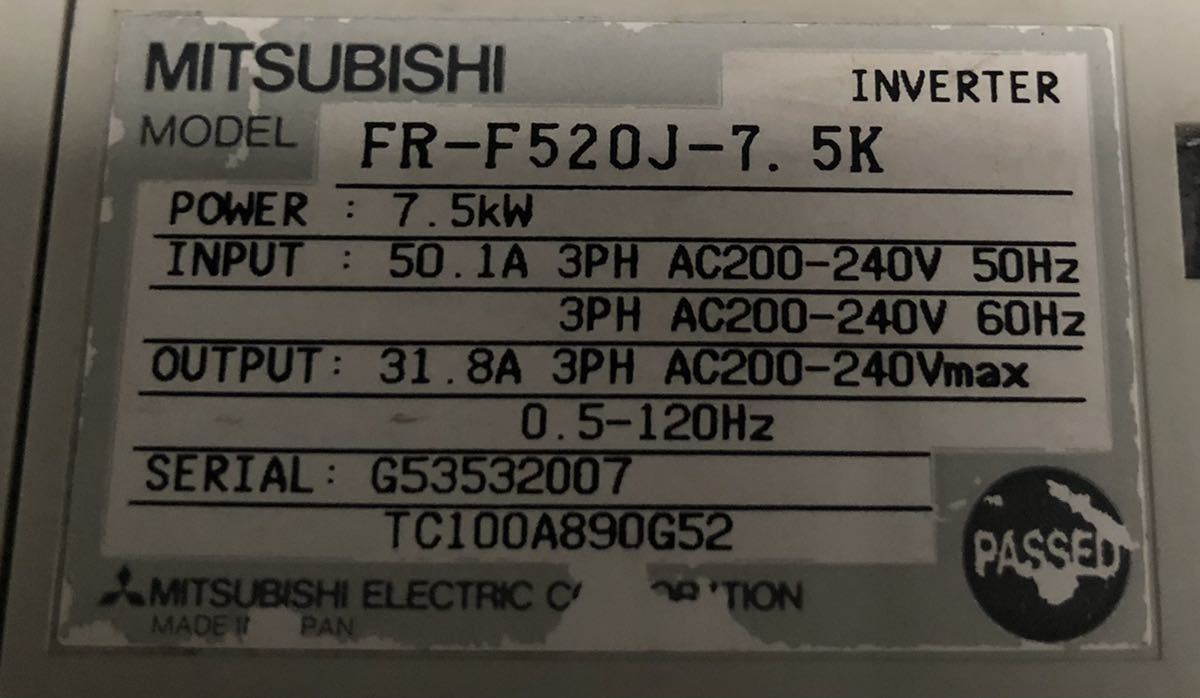 MITSUBISHI
INVERTER
MODEL FR-F520J-7.5K
POWER : 7.5kW
INPUT : 50.1A 3PH AC200-240V 50Hz
3PH AC200-240V 60Hz
OUTPUT: 31.8A 3PH AC200-240Vmax
0.5-120Hz
SERIAL: G53532007
TC100A890G52
PASSED
MITSUBISHI ELECTRIC
MADE